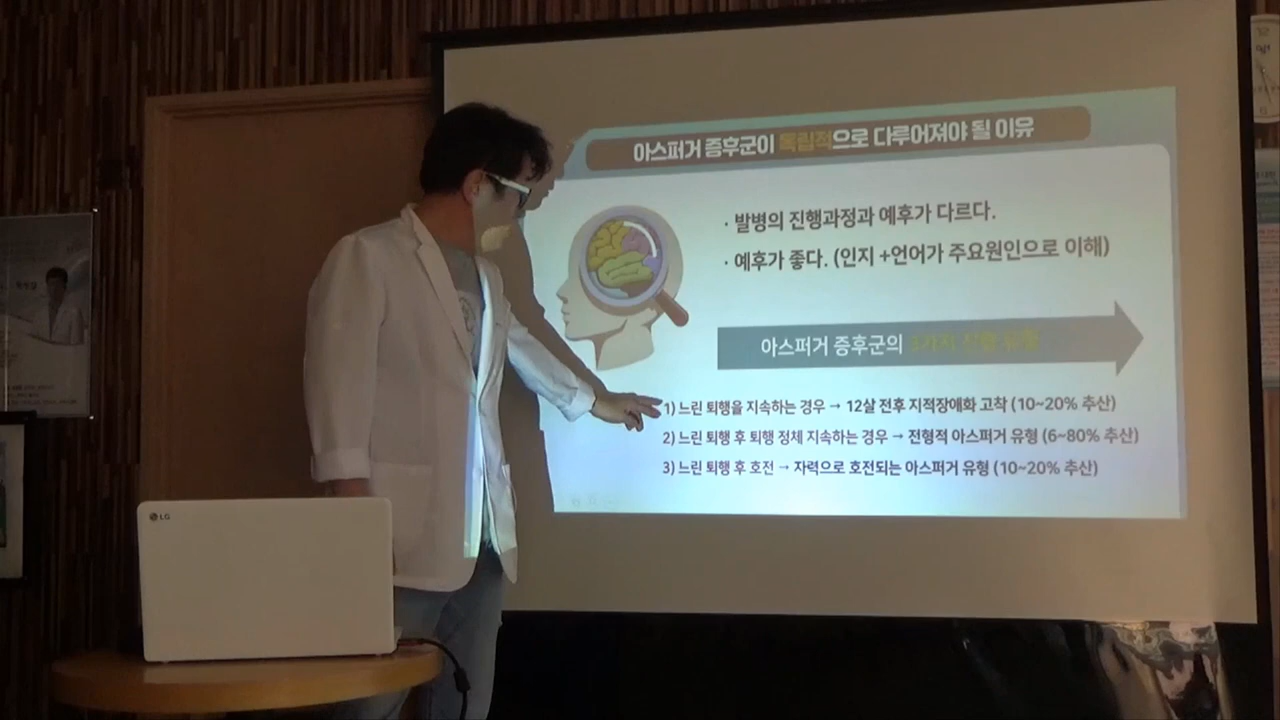 아스퍼거 증후군이 독립적으로 다루어져야 될 이유
· 발병의 진행과정과 예후가 다르다.
· 예후가 좋다. (인지 +언어가 주요원인으로 이해)
아스퍼거 증후군의 3가지 진행 유형
1) 느린 퇴행을 지속하는 경우 → 12살 전후 지적장애화 고착 (10~20% 추산)
2) 느린 퇴행 후 퇴행 정체 지속하는 경우 → 전형적 아스퍼거 유형 (6~80% 추산)
3) 느린 퇴행 후 호전 → 자력으로 호전되는 아스퍼거 유형 (10~20% 추산)
LG